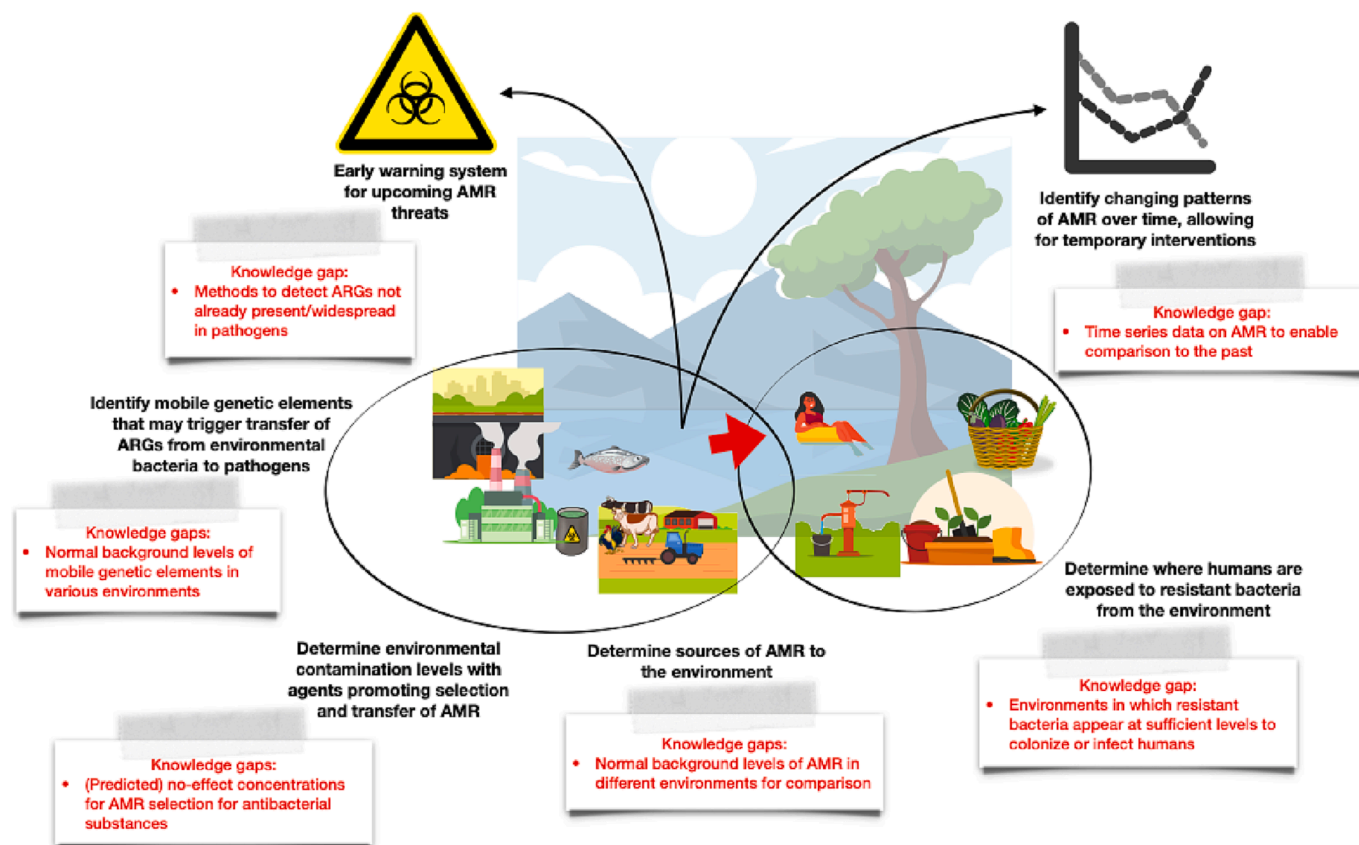 Early warning system
for upcoming AMR
threats
Knowledge gap:
• Methods to detect ARGs not
already present/widespread
in pathogens
Identify changing patterns
of AMR over time, allowing
for temporary interventions
Knowledge gap:
• Time series data on AMR to enable
comparison to the past
Identify mobile genetic elements
that may trigger transfer of
ARGs from environmental
bacteria to pathogens
Knowledge gaps:
• Normal background levels of
mobile genetic elements in
various environments
Determine environmental
contamination levels with
agents promoting selection
and transfer of AMR
Knowledge gaps:
• (Predicted) no-effect concentrations
for AMR selection for antibacterial
substances
Determine sources of AMR to
the environment
Knowledge gaps:
• Normal background levels of AMR in
different environments for comparison
Determine where humans are
exposed to resistant bacteria
from the environment
Knowledge gap:
• Environments in which resistant
bacteria appear at sufficient levels to
colonize or infect humans